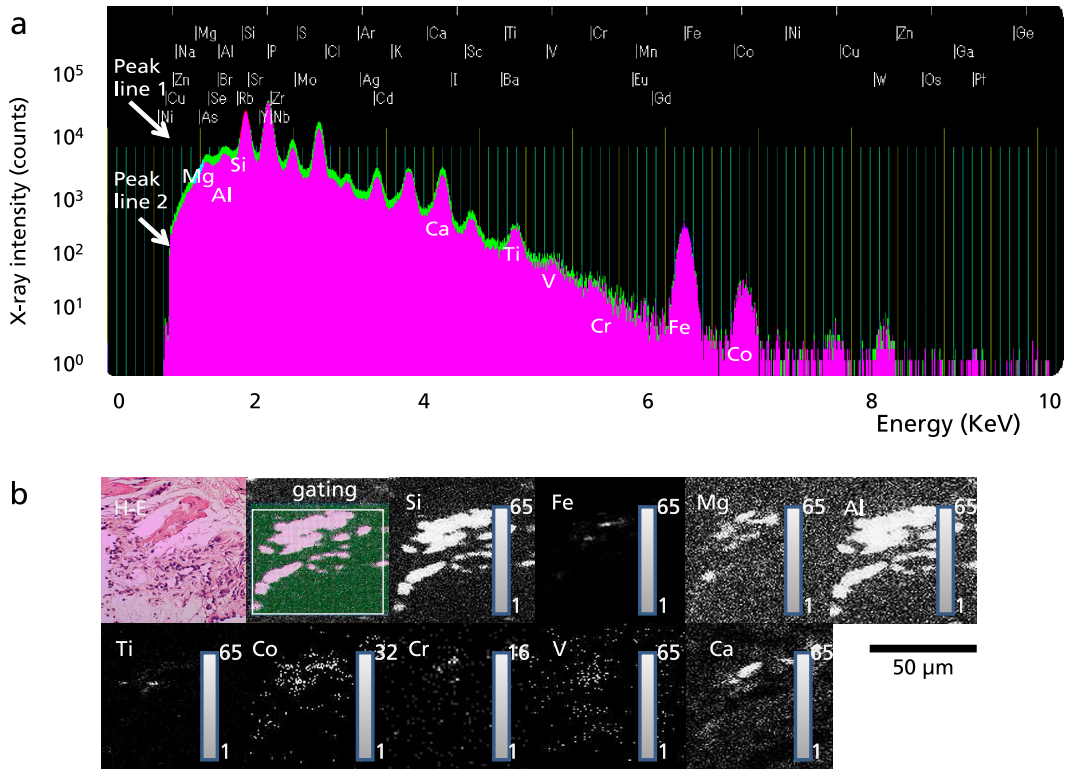 a
|Mg |Si |S |Ar |Ca |Ti |Cr |Fe |Ni |Zn |Ge
|Na |Al |P |Cl |K |Sc |V |Mn |Co |Cu |Ga
|Zn |Br |Sr |Mo |Ag |I |Ba |Eu |W |Os |Pt
|Cu |Se |Rb |Zr |Cd |Gd
|Ni |As |Y |Nb
Peak
line 1
Peak
line 2
X-ray intensity (counts)
10⁵
10⁴
10³
10²
10¹
10⁰
Mg
Al
Si
Ca
Ti
V
Cr
Fe
Co
0 2 4 6 8 10
Energy (KeV)
b
H-E
gating
Si 65 1
Fe 65 1
Mg 65 1
Al 65 1
Ti 65 1
Co 32 1
Cr 16 1
V 65 1
Ca 65 1
50 μm